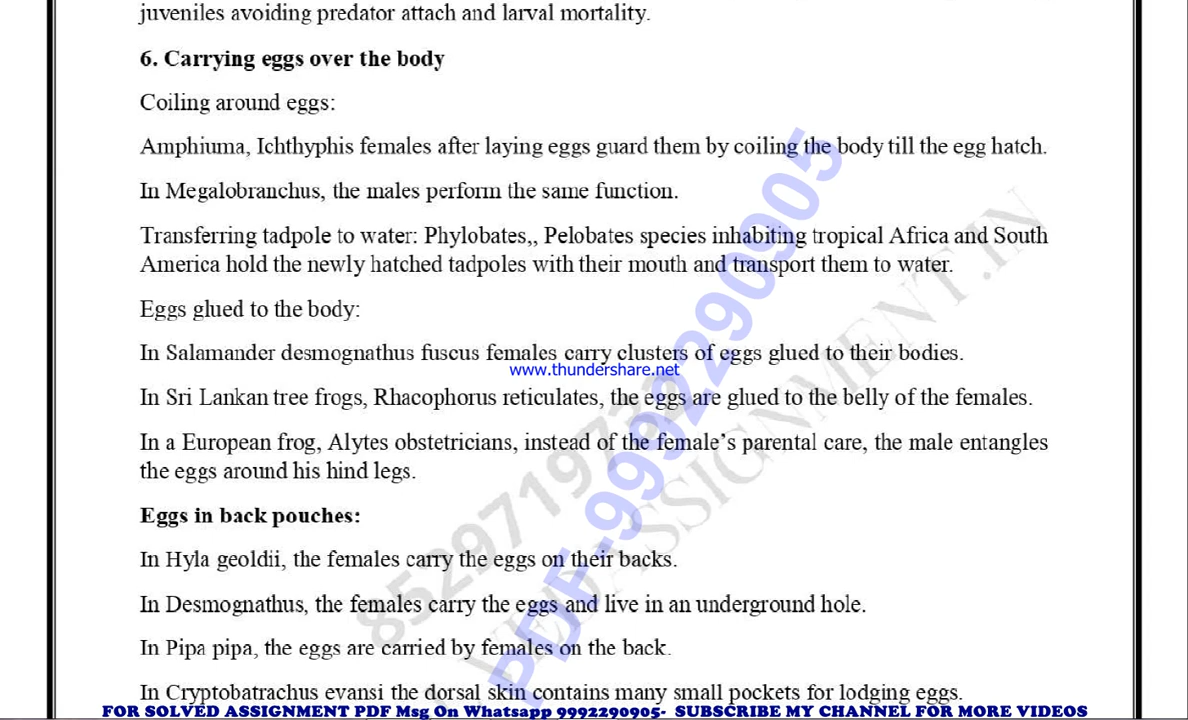 juveniles avoiding predator attach and larval mortality.
6. Carrying eggs over the body
Coiling around eggs:
Amphiuma, Ichthyphis females after laying eggs guard them by coiling the body till the egg hatch.
In Megalobranchus, the males perform the same function.
Transferring tadpole to water: Phylobates,, Pelobates species inhabiting tropical Africa and South
America hold the newly hatched tadpoles with their mouth and transport them to water.
Eggs glued to the body:
In Salamander desmognathus fuscus females carry clusters of eggs glued to their bodies.
www.thundershare.net
In Sri Lankan tree frogs, Rhacophorus reticulates, the eggs are glued to the belly of the females.
In a European frog, Alytes obstetricians, instead of the female’s parental care, the male entangles
the eggs around his hind legs.
Eggs in back pouches:
In Hyla geoldii, the females carry the eggs on their backs.
In Desmognathus, the females carry the eggs and live in an underground hole.
In Pipa pipa, the eggs are carried by females on the back.
In Cryptobatrachus evansi the dorsal skin contains many small pockets for lodging eggs.
FOR SOLVED ASSIGNMENT PDF Msg On Whatsapp 9992290905- SUBSCRIBE MY CHANNEL FOR MORE VIDEOS
PDF-9992290905